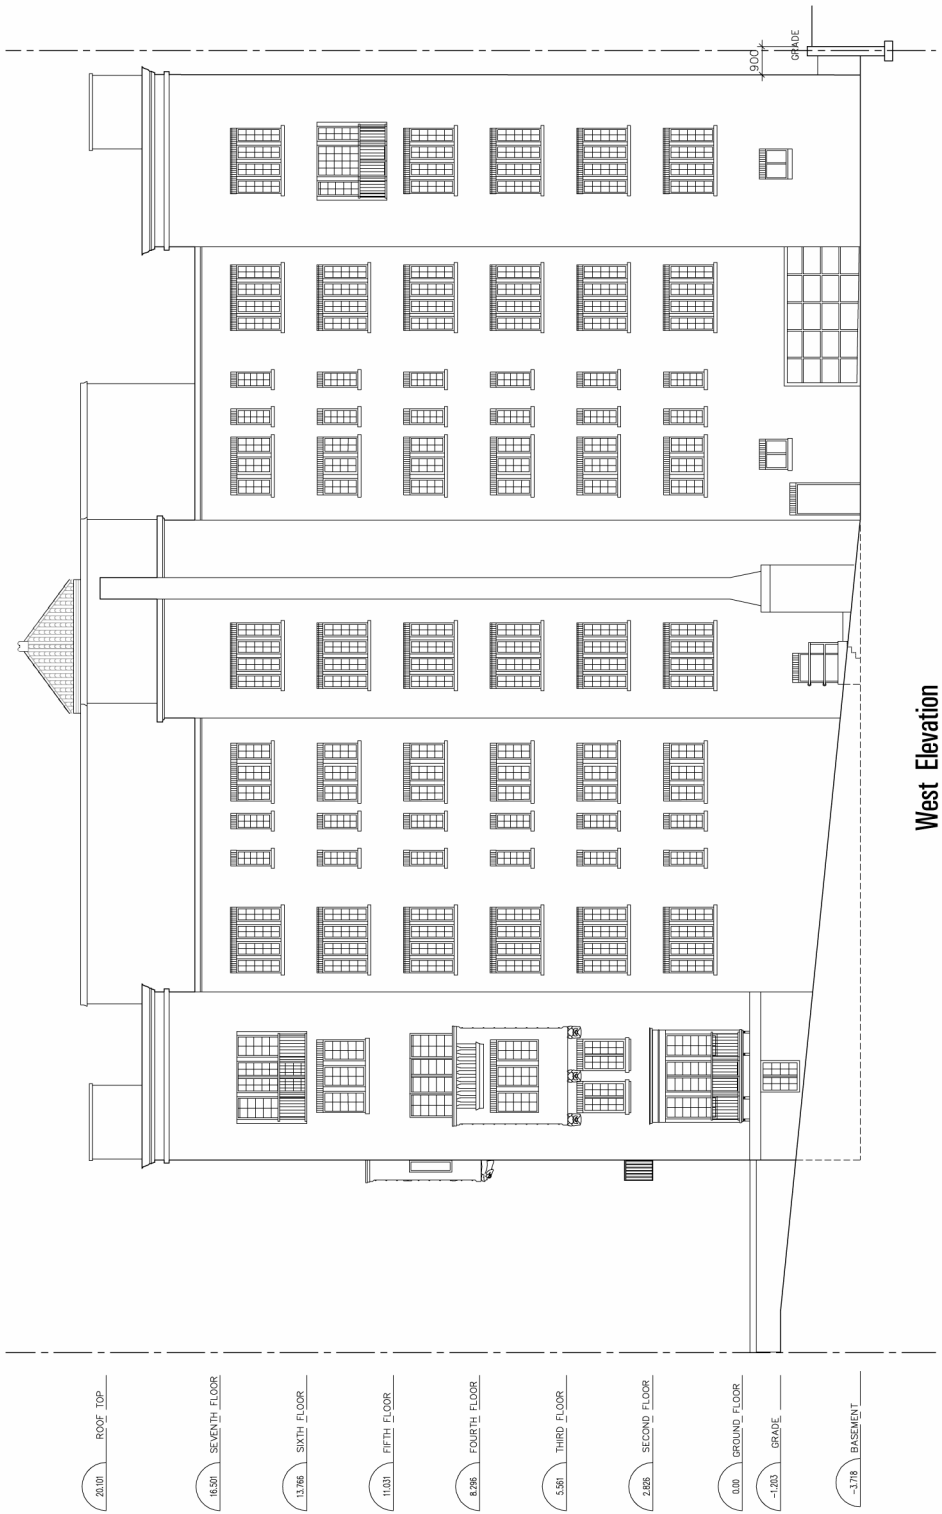 20.101 ROOF TOP
16.501 SEVENTH FLOOR
13.766 SIXTH FLOOR
11.031 FIFTH FLOOR
8.296 FOURTH FLOOR
5.561 THIRD FLOOR
2.826 SECOND FLOOR
0.00 GROUND FLOOR
-1.203 GRADE
-3.718 BASEMENT
900
GRADE
West Elevation